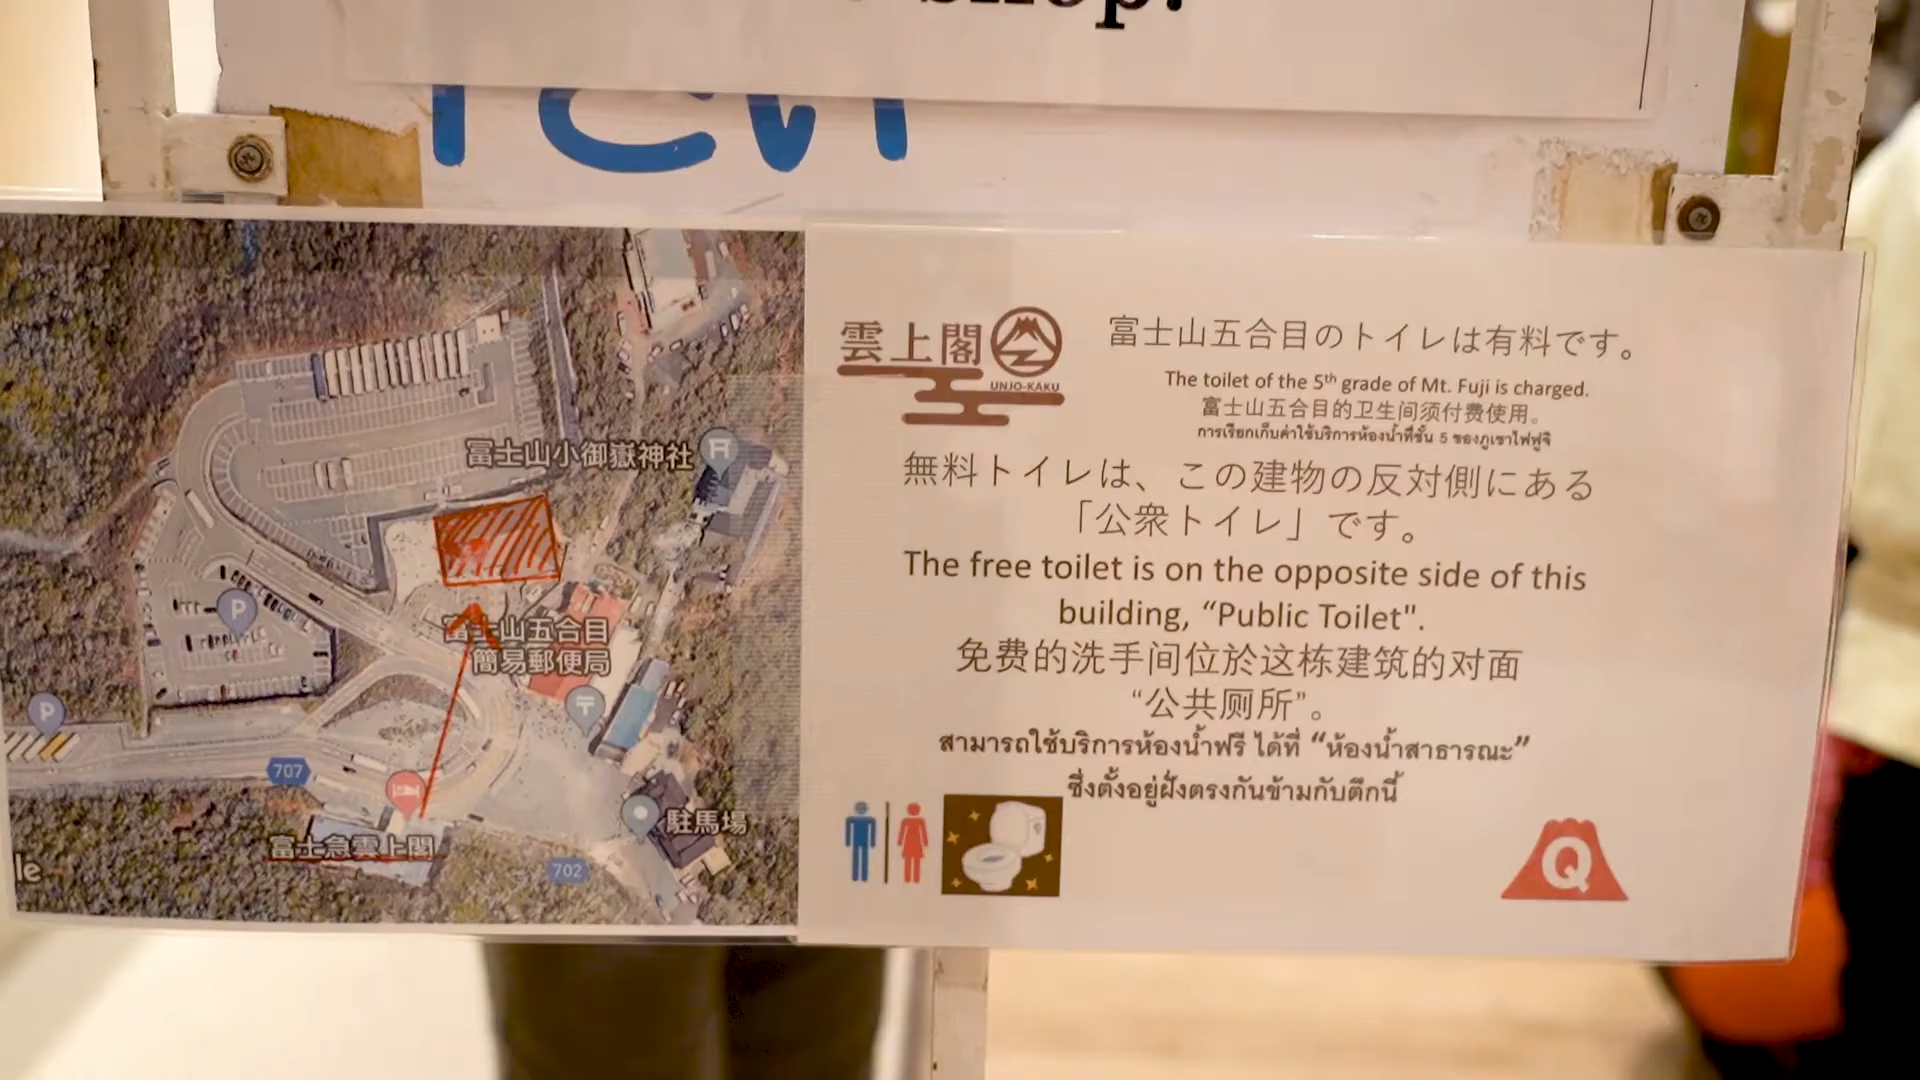 shop.
富士山小御嶽神社
P
富士山五合目
簡易郵便局
〒
P
707
駐馬場
富士急雲上閣
702
le
雲上閣
UNJO-KAKU
富士山五合目のトイレは有料です。
The toilet of the 5th grade of Mt. Fuji is charged.
富士山五合目的卫生间须付费使用。
การเรียกเก็บค่าใช้บริการห้องน้ำที่ชั้น 5 ของภูเขาไฟฟูจิ
無料トイレは、この建物の反対側にある
「公衆トイレ」です。
The free toilet is on the opposite side of this
building, “Public Toilet".
免费的洗手间位於这栋建筑的对面
“公共厕所”。
สามารถใช้บริการห้องน้ำฟรี ได้ที่ “ห้องน้ำสาธารณะ”
ซึ่งตั้งอยู่ฝั่งตรงกันข้ามกับตึกนี้
Q